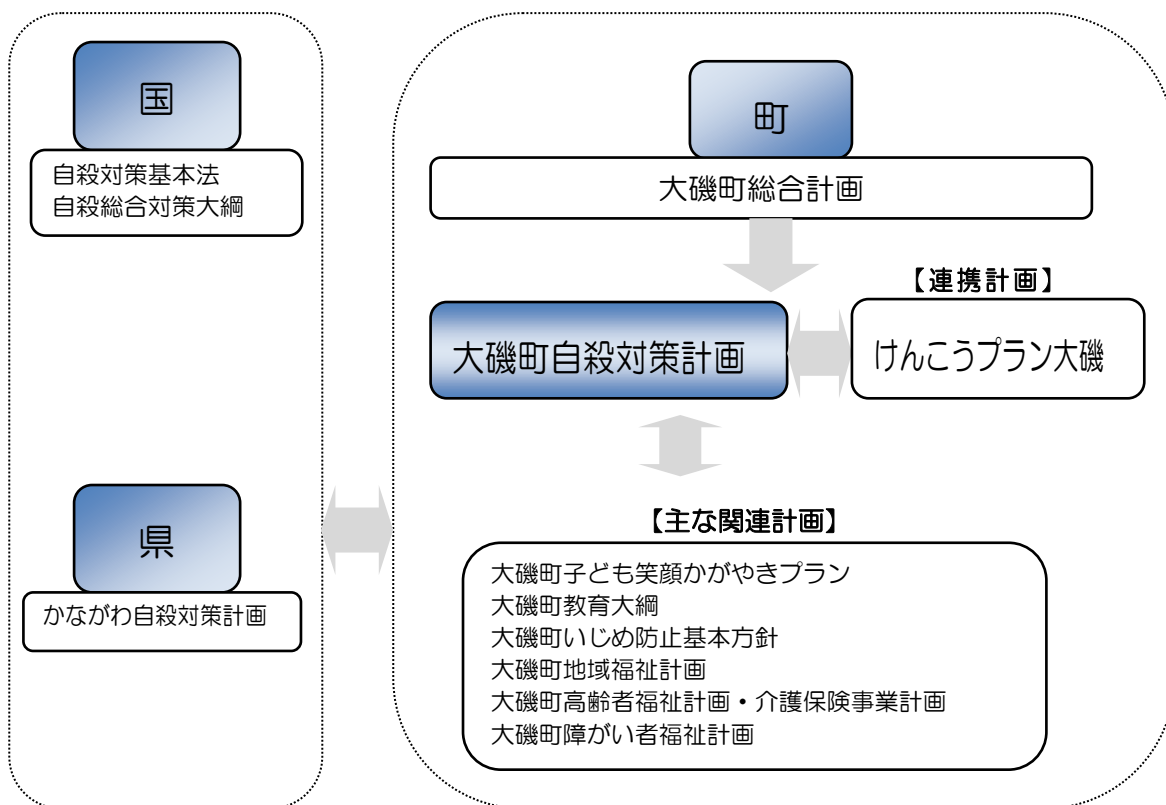 国
自殺対策基本法
自殺総合対策大綱
県
かながわ自殺対策計画
町
大磯町総合計画
大磯町自殺対策計画
【連携計画】
けんこうプラン大磯
【主な関連計画】
大磯町子ども笑顔かがやきプラン
大磯町教育大綱
大磯町いじめ防止基本方針
大磯町地域福祉計画
大磯町高齢者福祉計画・介護保険事業計画
大磯町障がい者福祉計画